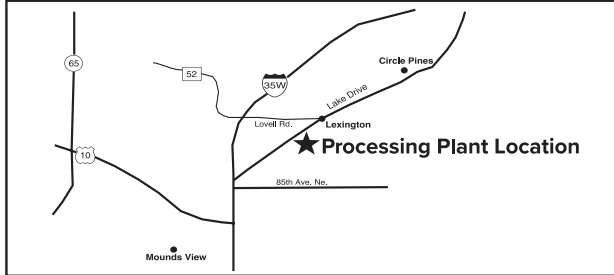 65
52
35W
Circle Pines
Lake Drive
Lexington
Lovell Rd.
Processing Plant Location
10
85th Ave. Ne.
Mounds View